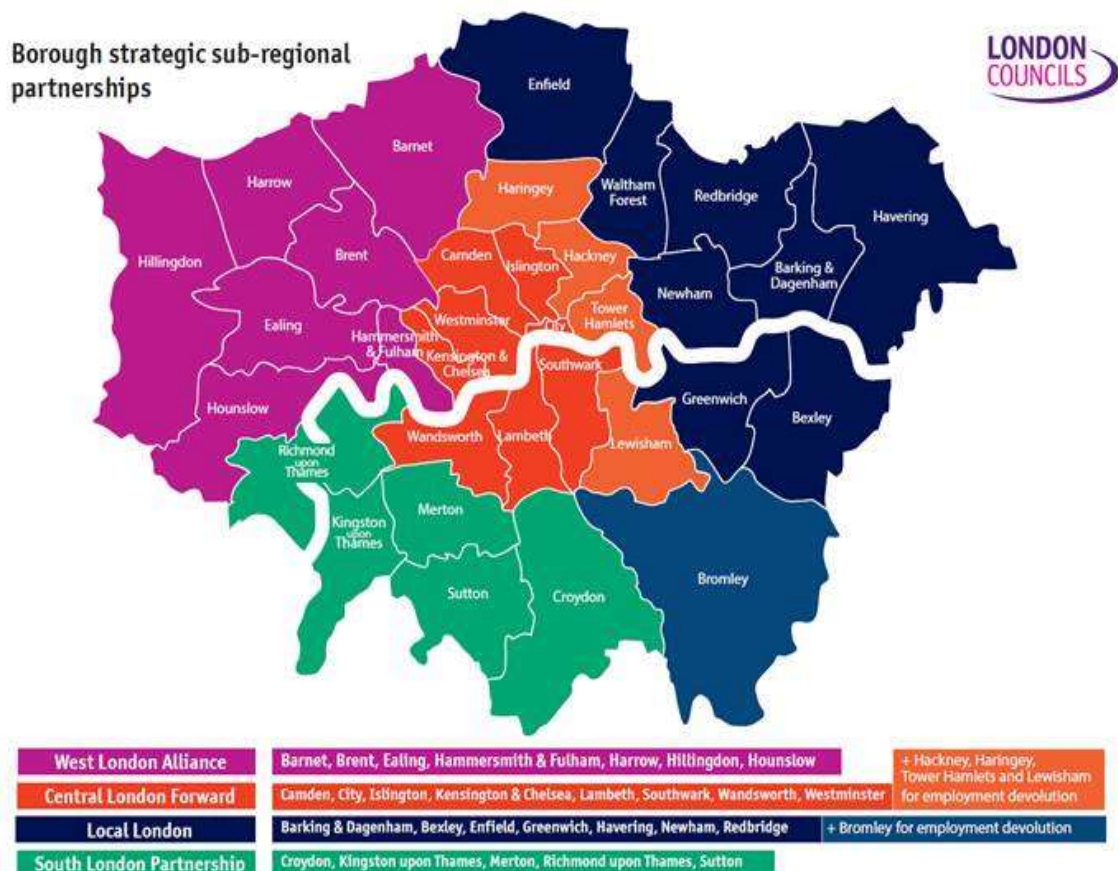 Borough strategic sub-regional
partnerships
LONDON
COUNCILS
Enfield
Barnet
Harrow
Haringey
Waltham
Forest
Redbridge
Havering
Hillingdon
Brent
Camden
Islington
Hackney
Barking &
Dagenham
Newham
Ealing
Westminster
Tower
Hamlets
City
Hammersmith
& Fulham
Kensington &
Chelsea
Southwark
Hounslow
Greenwich
Bexley
Wandsworth
Lambeth
Lewisham
Richmond
upon
Thames
Merton
Kingston
upon
Thames
Bromley
Sutton
Croydon
West London Alliance
Barnet, Brent, Ealing, Hammersmith & Fulham, Harrow, Hillingdon, Hounslow
+ Hackney, Haringey,
Tower Hamlets and Lewisham
for employment devolution
Central London Forward
Camden, City, Islington, Kensington & Chelsea, Lambeth, Southwark, Wandsworth, Westminster
Local London
Barking & Dagenham, Bexley, Enfield, Greenwich, Havering, Newham, Redbridge
+ Bromley for employment devolution
South London Partnership
Croydon, Kingston upon Thames, Merton, Richmond upon Thames, Sutton